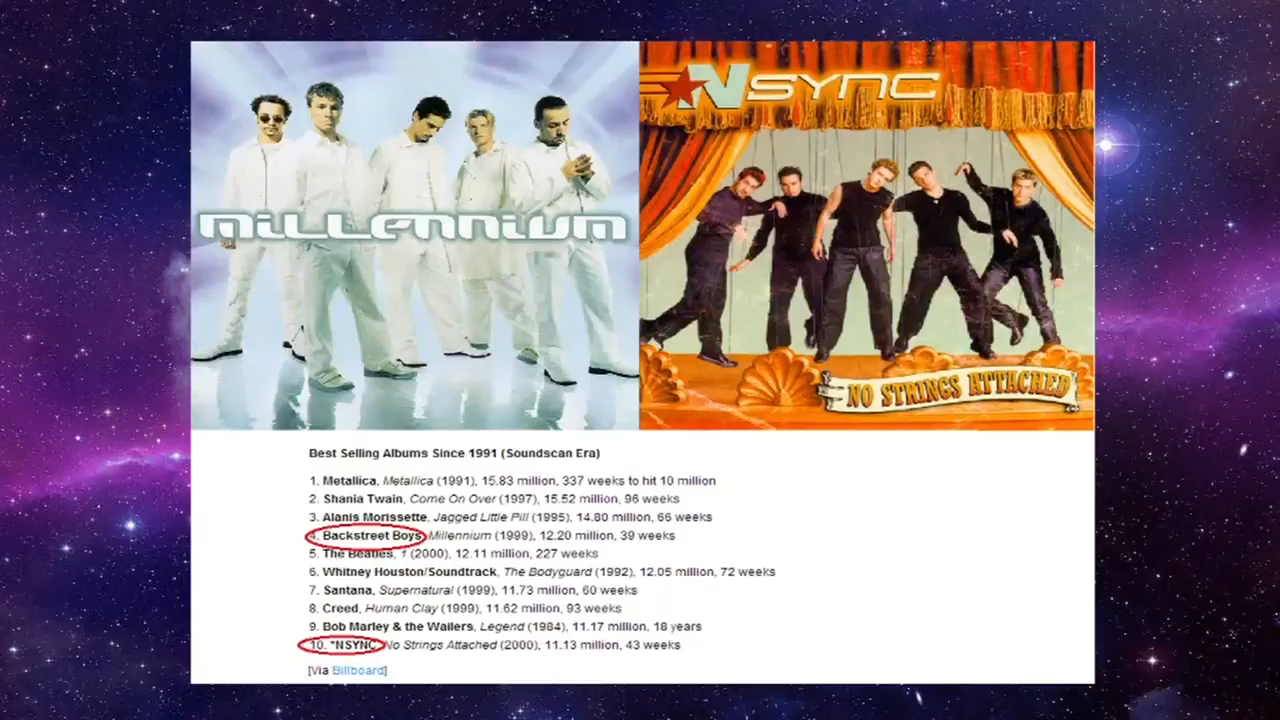 MILLENNIUM
NSYNC
NO STRINGS ATTACHED
Best Selling Albums Since 1991 (Soundscan Era)
1. Metallica, Metallica (1991), 15.83 million, 337 weeks to hit 10 million
2. Shania Twain, Come On Over (1997), 15.52 million, 96 weeks
3. Alanis Morissette, Jagged Little Pill (1995), 14.80 million, 66 weeks
4. Backstreet Boys, Millennium (1999), 12.20 million, 39 weeks
5. The Beatles, 1 (2000), 12.11 million, 227 weeks
6. Whitney Houston/Soundtrack, The Bodyguard (1992), 12.05 million, 72 weeks
7. Santana, Supernatural (1999), 11.73 million, 60 weeks
8. Creed, Human Clay (1999), 11.62 million, 93 weeks
9. Bob Marley & the Wailers, Legend (1984), 11.17 million, 18 years
10. *NSYNC, No Strings Attached (2000), 11.13 million, 43 weeks
[Via Billboard]